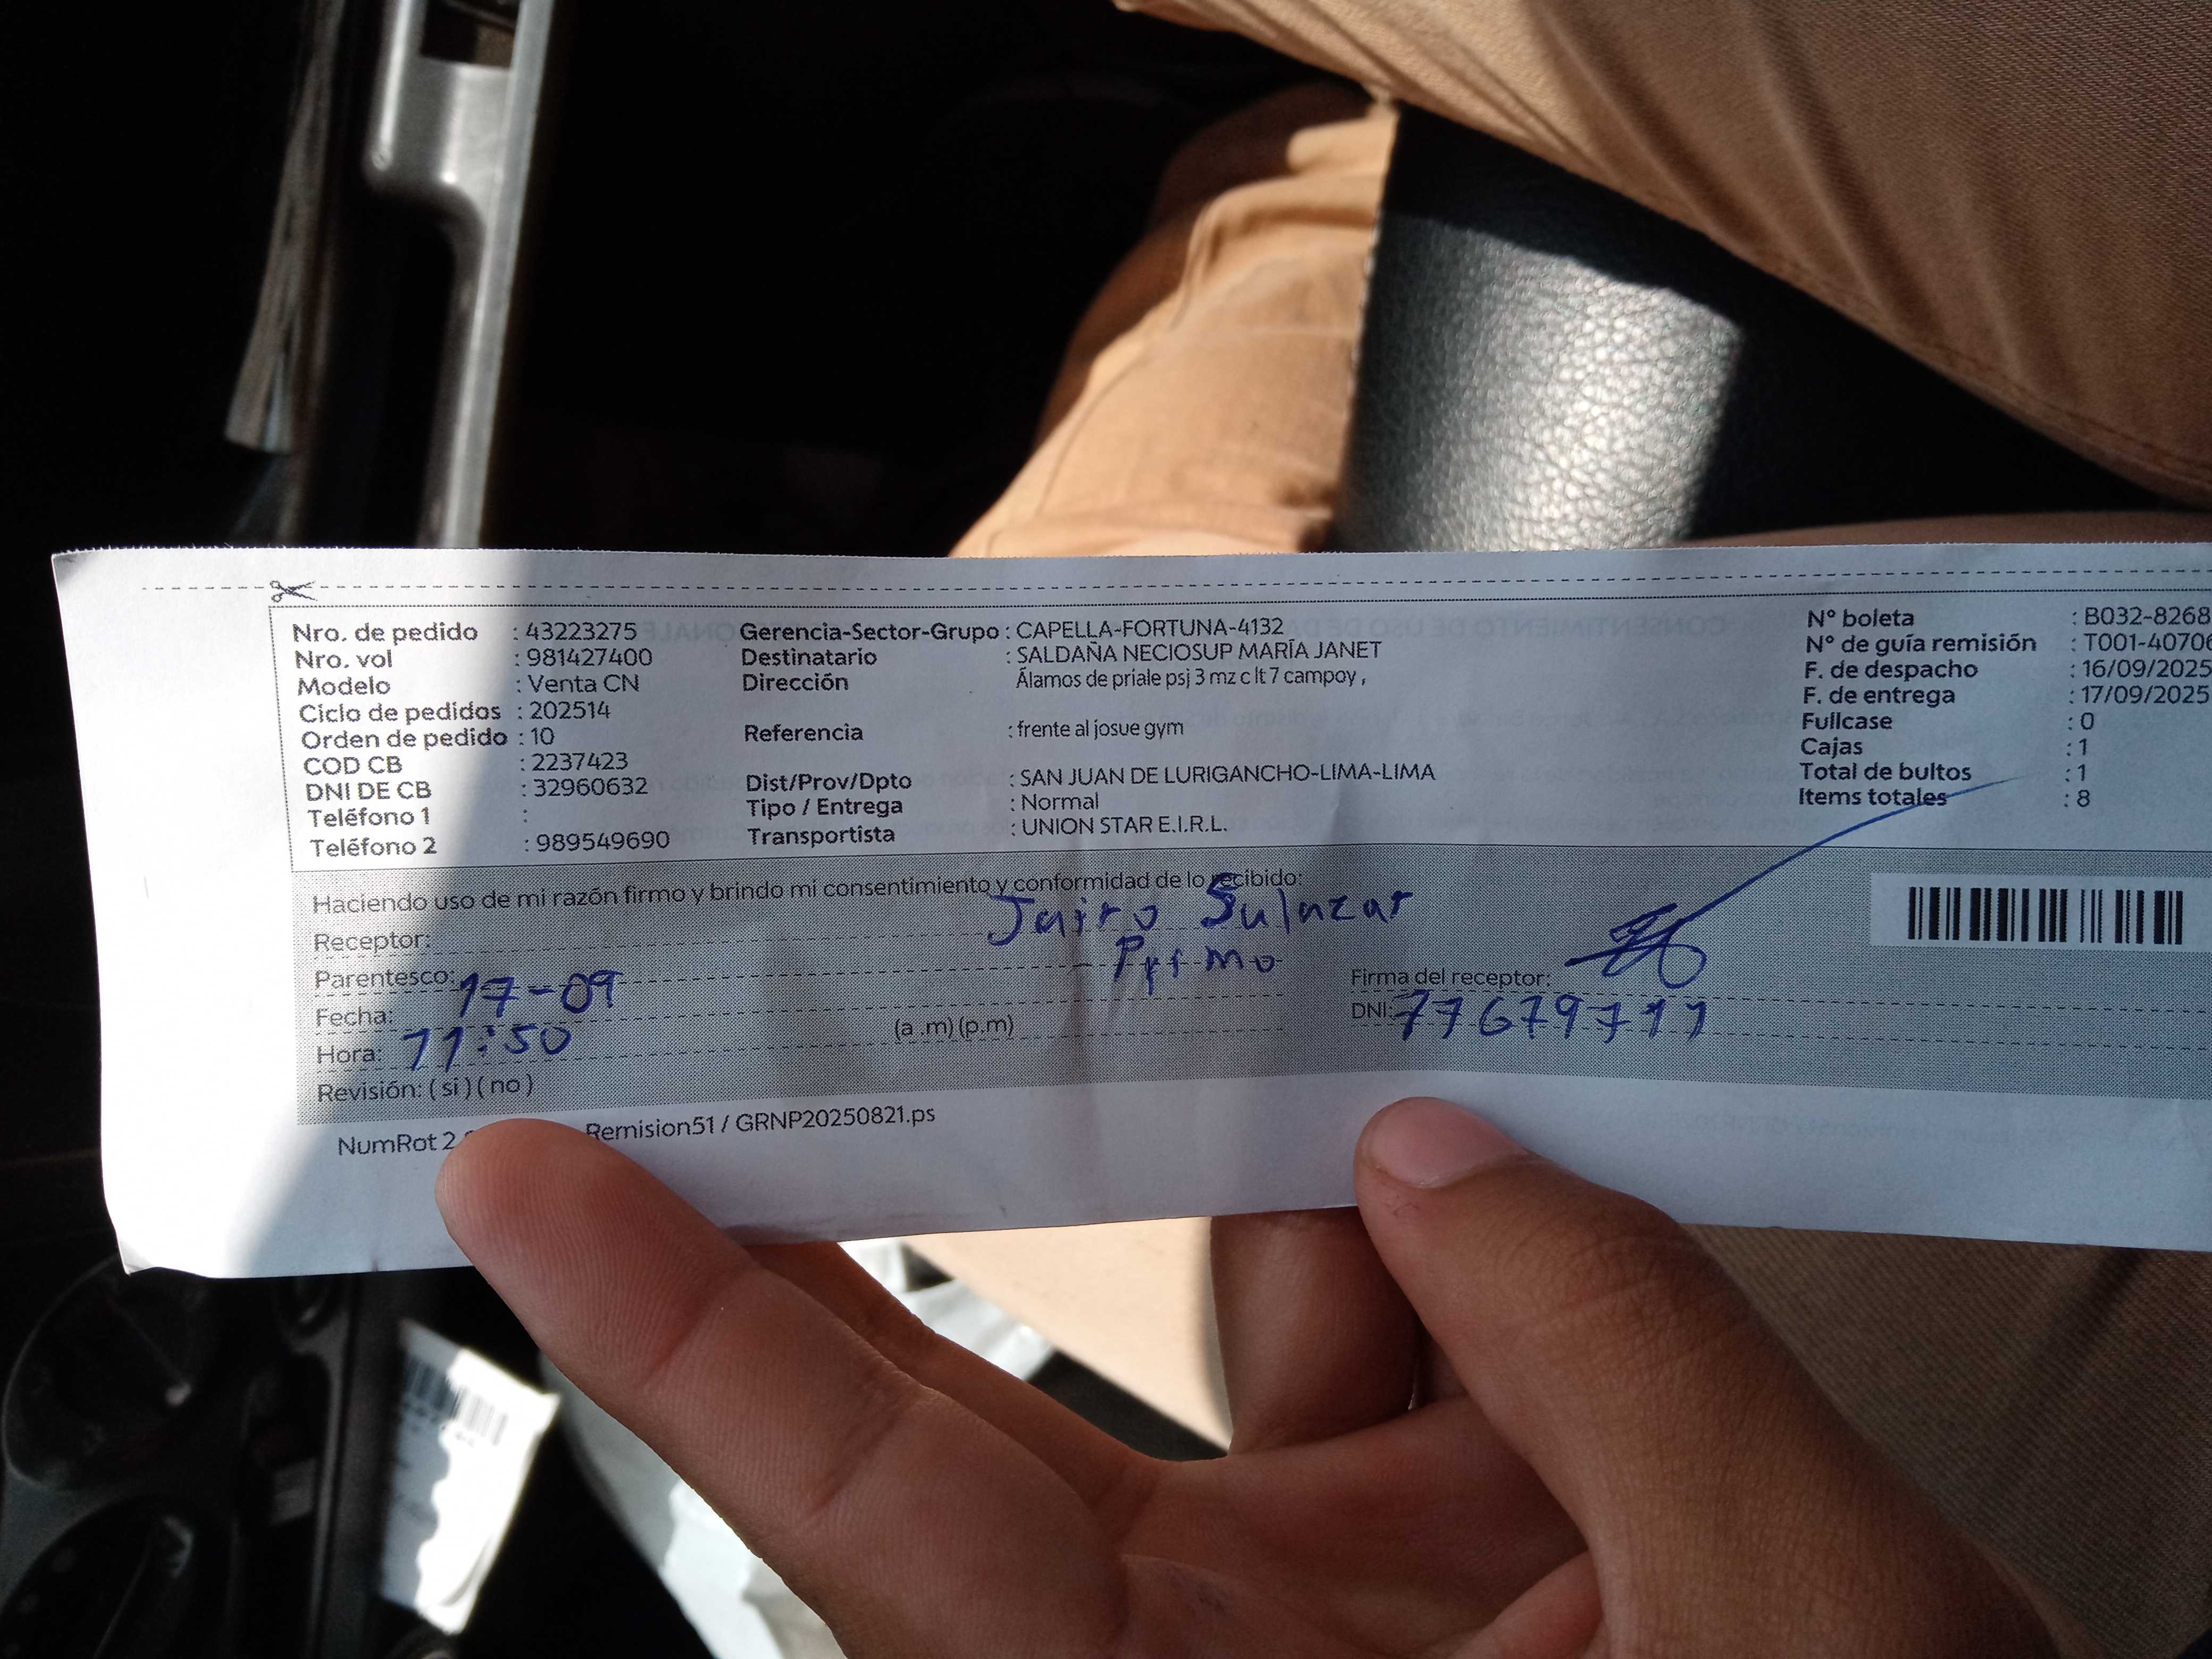 Nro. de pedido : 43223275
Nro. vol : 981427400
Modelo : Venta CN
Ciclo de pedidos : 202514
Orden de pedido : 10
COD CB : 2237423
DNI DE CB : 32960632
Teléfono 1 :
Teléfono 2 : 989549690
Gerencia-Sector-Grupo : CAPELLA-FORTUNA-4132
Destinatario : SALDAÑA NECIOSUP MARÍA JANET
Dirección Álamos de priale psj 3 mz c lt 7 campoy ,
Referencia : frente al josue gym
Dist/Prov/Dpto : SAN JUAN DE LURIGANCHO-LIMA-LIMA
Tipo / Entrega : Normal
Transportista : UNION STAR E.I.R.L.
N° boleta : B032-8268
N° de guía remisión : T001-40706
F. de despacho : 16/09/2025
F. de entrega : 17/09/2025
Fullcase : 0
Cajas : 1
Total de bultos : 1
Items totales : 8
Haciendo uso de mi razón firmo y brindo mi consentimiento y conformidad de lo recibido:
Receptor: Jairo Salazar
Parentesco: Primo
Fecha: 17-09
Hora: 11:50 (a .m) (p.m)
Revisión: ( si ) ( no )
Firma del receptor:
DNI: 77679711
NumRot 2 Remision51 / GRNP20250821.ps